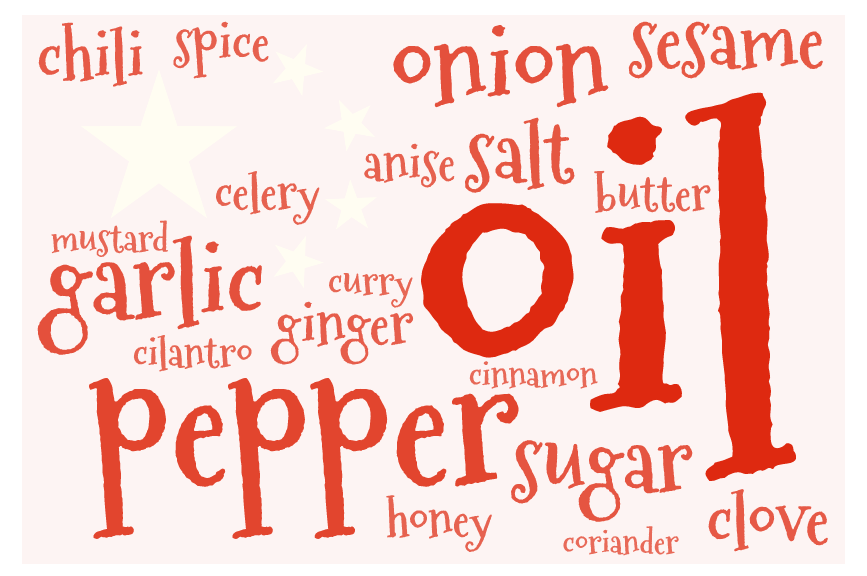 chili
spice
onion
sesame
anise
salt
oil
butter
celery
mustard
garlic
curry
ginger
cilantro
cinnamon
pepper
sugar
honey
clove
coriander